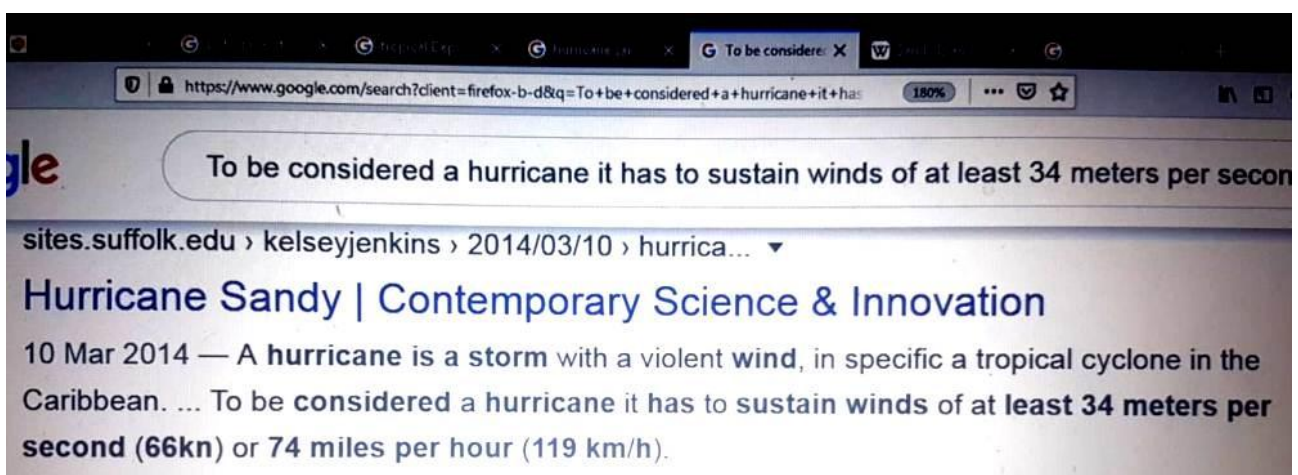 G To be considere X W
https://www.google.com/search?client=firefox-b-d&q=To+be+considered+a+hurricane+it+has 180%
gle To be considered a hurricane it has to sustain winds of at least 34 meters per secon
sites.suffolk.edu › kelseyjenkins › 2014/03/10 › hurrica...
Hurricane Sandy | Contemporary Science & Innovation
10 Mar 2014 — A hurricane is a storm with a violent wind, in specific a tropical cyclone in the
Caribbean. ... To be considered a hurricane it has to sustain winds of at least 34 meters per
second (66kn) or 74 miles per hour (119 km/h).